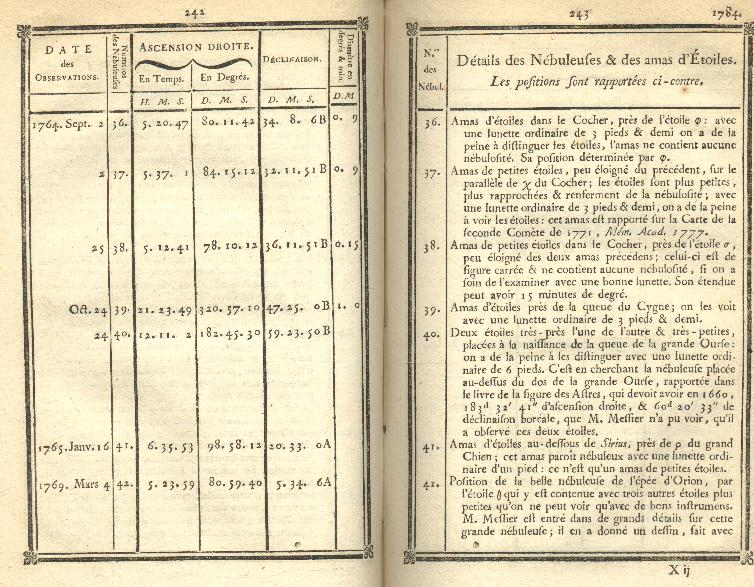 242
DATE
des
OBSERVATIONS.
Numéros
des Nébuleuses.
ASCENSION DROITE.
En Temps.
En Degrés.
DÉCLINAISON.
Diamètre en
degrés & min.
H. M. S.
D. M. S.
D. M. S.
D. M
1764. Sept. 2 36. 5. 20. 47 80. 11. 42 34. 8. 6B 0. 9
2 37. 5. 37. 1 84. 15. 12 32. 11. 51B 0. 9
25 38. 5. 12. 41 78. 10. 12 36. 11. 51B 0. 15
Oct. 24 39. 21. 23. 49 320. 57. 10 47. 25. 0B 1. 0
24 40. 12. 11. 2 182. 45. 30 59. 23. 50B
1765. Janv. 16 41. 6. 35. 53 98. 58. 12 20. 33. 0A
1769. Mars 4 42. 5. 23. 59 80. 59. 40 5. 34. 6A
243 1784.
N.os
des
Nébul.
Détails des Nébuleuſes & des amas d'Étoiles.
Les poſitions ſont rapportées ci-contre.
36. Amas d'étoiles dans le Cocher, près de l'étoile φ: avec
une lunette ordinaire de 3 pieds & demi on a de la
peine à diſtinguer les étoiles, l'amas ne contient aucune
nébuloſité. Sa poſition déterminée par φ.
37. Amas de petites étoiles, peu éloigné du précédent, ſur le
parallèle de χ du Cocher; les étoiles ſont plus petites,
plus rapprochées & renferment de la nébuloſité; avec
une lunette ordinaire de 3 pieds & demi, on a de la peine
à voir les étoiles: cet amas eſt rapporté ſur la Carte de la
ſeconde Comète de 1771, Mém. Acad. 1777.
38. Amas de petites étoiles dans le Cocher, près de l'étoile σ,
peu éloigné des deux amas précédens; celui-ci eſt de
figure carrée & ne contient aucune nébuloſité, ſi on a
ſoin de l'examiner avec une bonne lunette. Son étendue
peut avoir 15 minutes de degré.
39. Amas d'étoiles près de la queue du Cygne; on les voit
avec une lunette ordinaire de 3 pieds & demi.
40. Deux étoiles très-près l'une de l'autre & très-petites,
placées à la naiſſance de la queue de la grande Ourſe:
on a de la peine à les diſtinguer avec une lunette ordi-
naire de 6 pieds. C'eſt en cherchant la nébuleuſe placée
au-deſſus du dos de la grande Ourſe, rapportée dans
le livre de la figure des Aſtres, qui devoit avoir en 1660,
183d 32′ 41″ d'aſcenſion droite, & 60d 20′ 33″ de
déclinaiſon boréale, que M. Meſſier n'a pu voir, qu'il
a obſervé ces deux étoiles.
41. Amas d'étoiles au-deſſous de Sirius, près de ρ du grand
Chien; cet amas paroît nébuleux avec une lunette ordi-
naire d'un pied: ce n'eſt qu'un amas de petites étoiles.
42. Poſition de la belle nébuleuſe de l'épée d'Orion, par
l'étoile θ qui y eſt contenue avec trois autres étoiles plus
petites qu'on ne peut voir qu'avec de bons inſtrumens.
M. Meſſier eſt entré dans de grands détails ſur cette
grande nébuleuſe; il en a donné un deſſin, fait avec
X ij